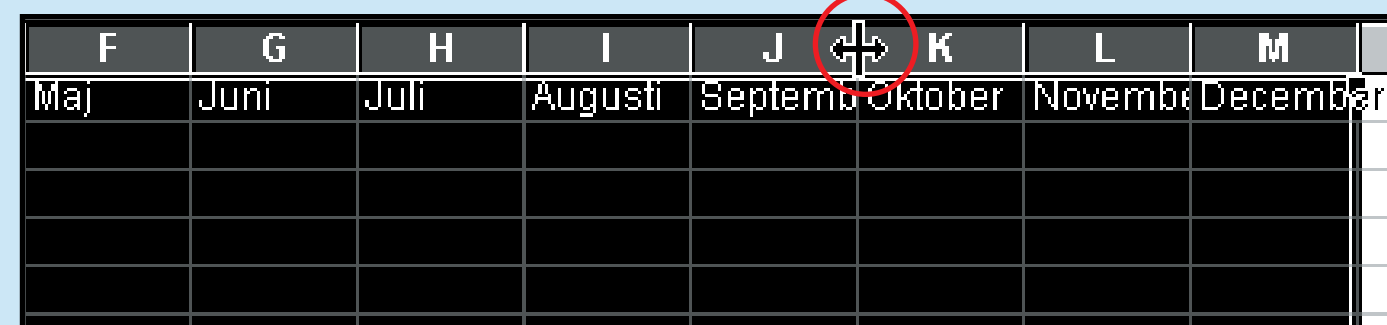 F G H I J K L M
Maj Juni Juli Augusti Septemb Oktober Novembe December